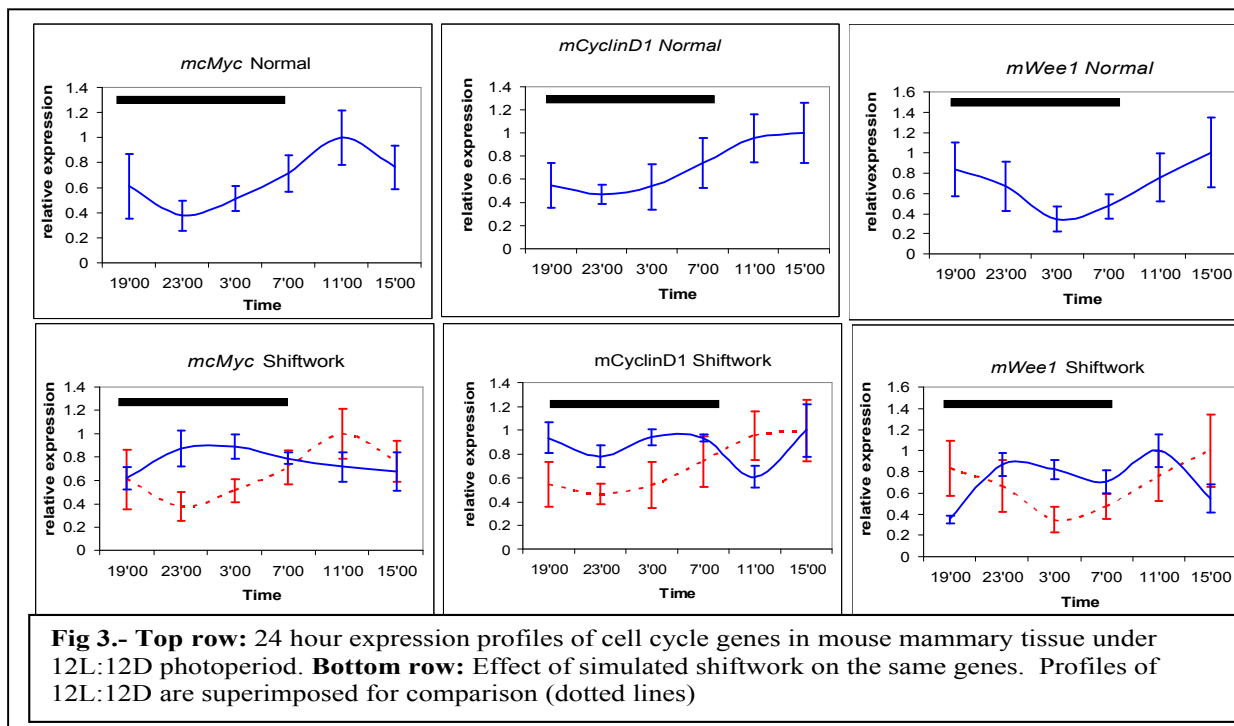 mcMyc Normal
relative expression
1.4
1.2
1
0.8
0.6
0.4
0.2
0
19'00 23'00 3'00 7'00 11'00 15'00
Time
mCyclinD1 Normal
relative expression
1.4
1.2
1
0.8
0.6
0.4
0.2
0
19'00 23'00 3'00 7'00 11'00 15'00
Time
mWee1 Normal
relativexpression
1.6
1.4
1.2
1
0.8
0.6
0.4
0.2
0
19'00 23'00 3'00 7'00 11'00 15'00
Time
mcMyc Shiftwork
relative expression
1.4
1.2
1
0.8
0.6
0.4
0.2
0
19'00 23'00 3'00 7'00 11'00 15'00
Time
mCyclinD1 Shiftwork
relative expression
1.4
1.2
1
0.8
0.6
0.4
0.2
0
19'00 23'00 3'00 7'00 11'00 15'00
Time
mWee1 Shiftwork
relative expression
1.6
1.4
1.2
1
0.8
0.6
0.4
0.2
0
19'00 23'00 3'00 7'00 11'00 15'00
Time
Fig 3.- Top row: 24 hour expression profiles of cell cycle genes in mouse mammary tissue under
12L:12D photoperiod. Bottom row: Effect of simulated shiftwork on the same genes. Profiles of
12L:12D are superimposed for comparison (dotted lines)